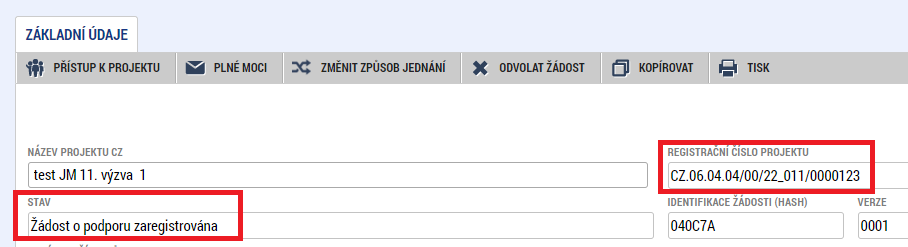 ZÁKLADNÍ ÚDAJE
PŘÍSTUP K PROJEKTU PLNÉ MOCI ZMĚNIT ZPŮSOB JEDNÁNÍ ODVOLAT ŽÁDOST KOPÍROVAT TISK
NÁZEV PROJEKTU CZ REGISTRAČNÍ ČÍSLO PROJEKTU
test JM 11. výzva 1 CZ.06.04.04/00/22_011/0000123
STAV IDENTIFIKACE ŽÁDOSTI (HASH) VERZE
Žádost o podporu zaregistrována 040C7A 0001